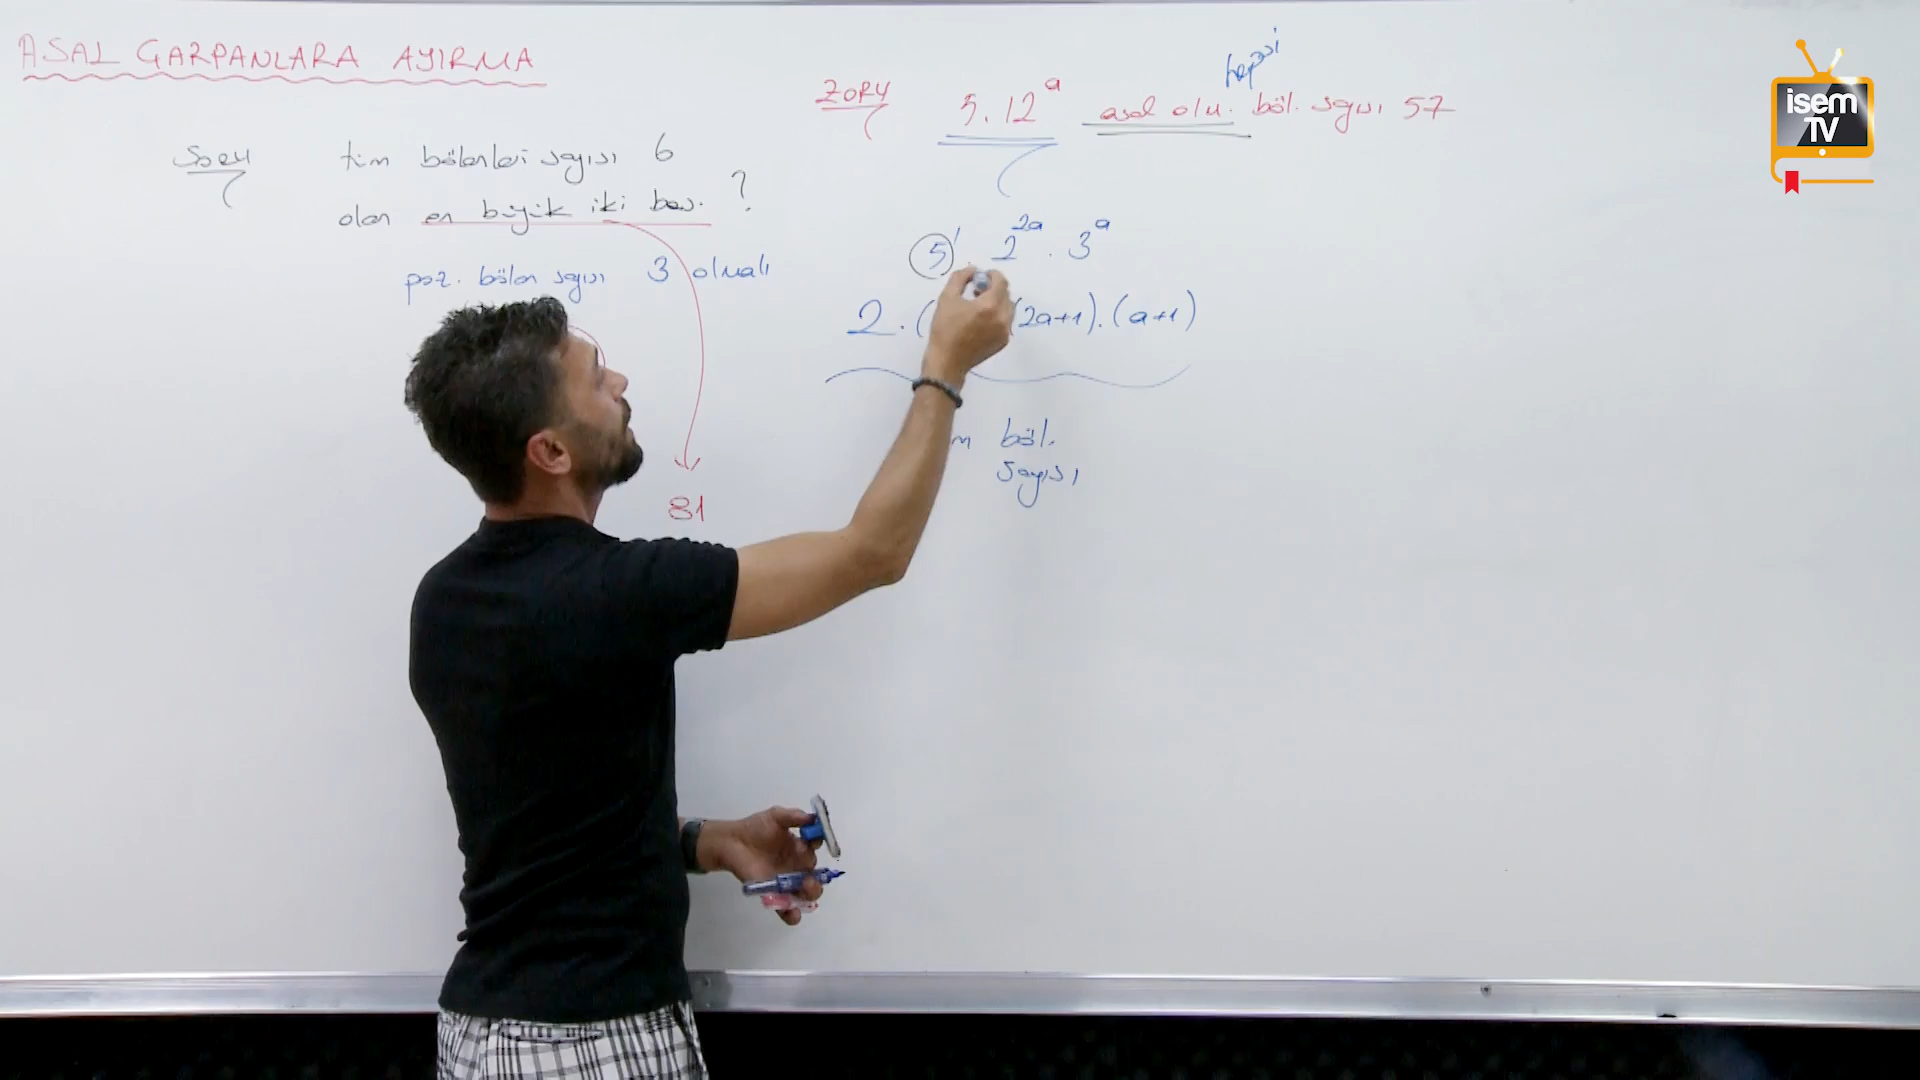 ASAL ÇARPANLARA AYIRMA
SORU
tüm bölenleri sayısı 6
olan en büyük iki bas. ?
poz. bölen sayısı 3 olmalı
81
ZORU
5.12^a asal olm. böl. sayısı 57
hepsi
5^1 . 2^2a . 3^a
2.( (2a+1).(a+1)
m böl.
sayısı
isem
TV